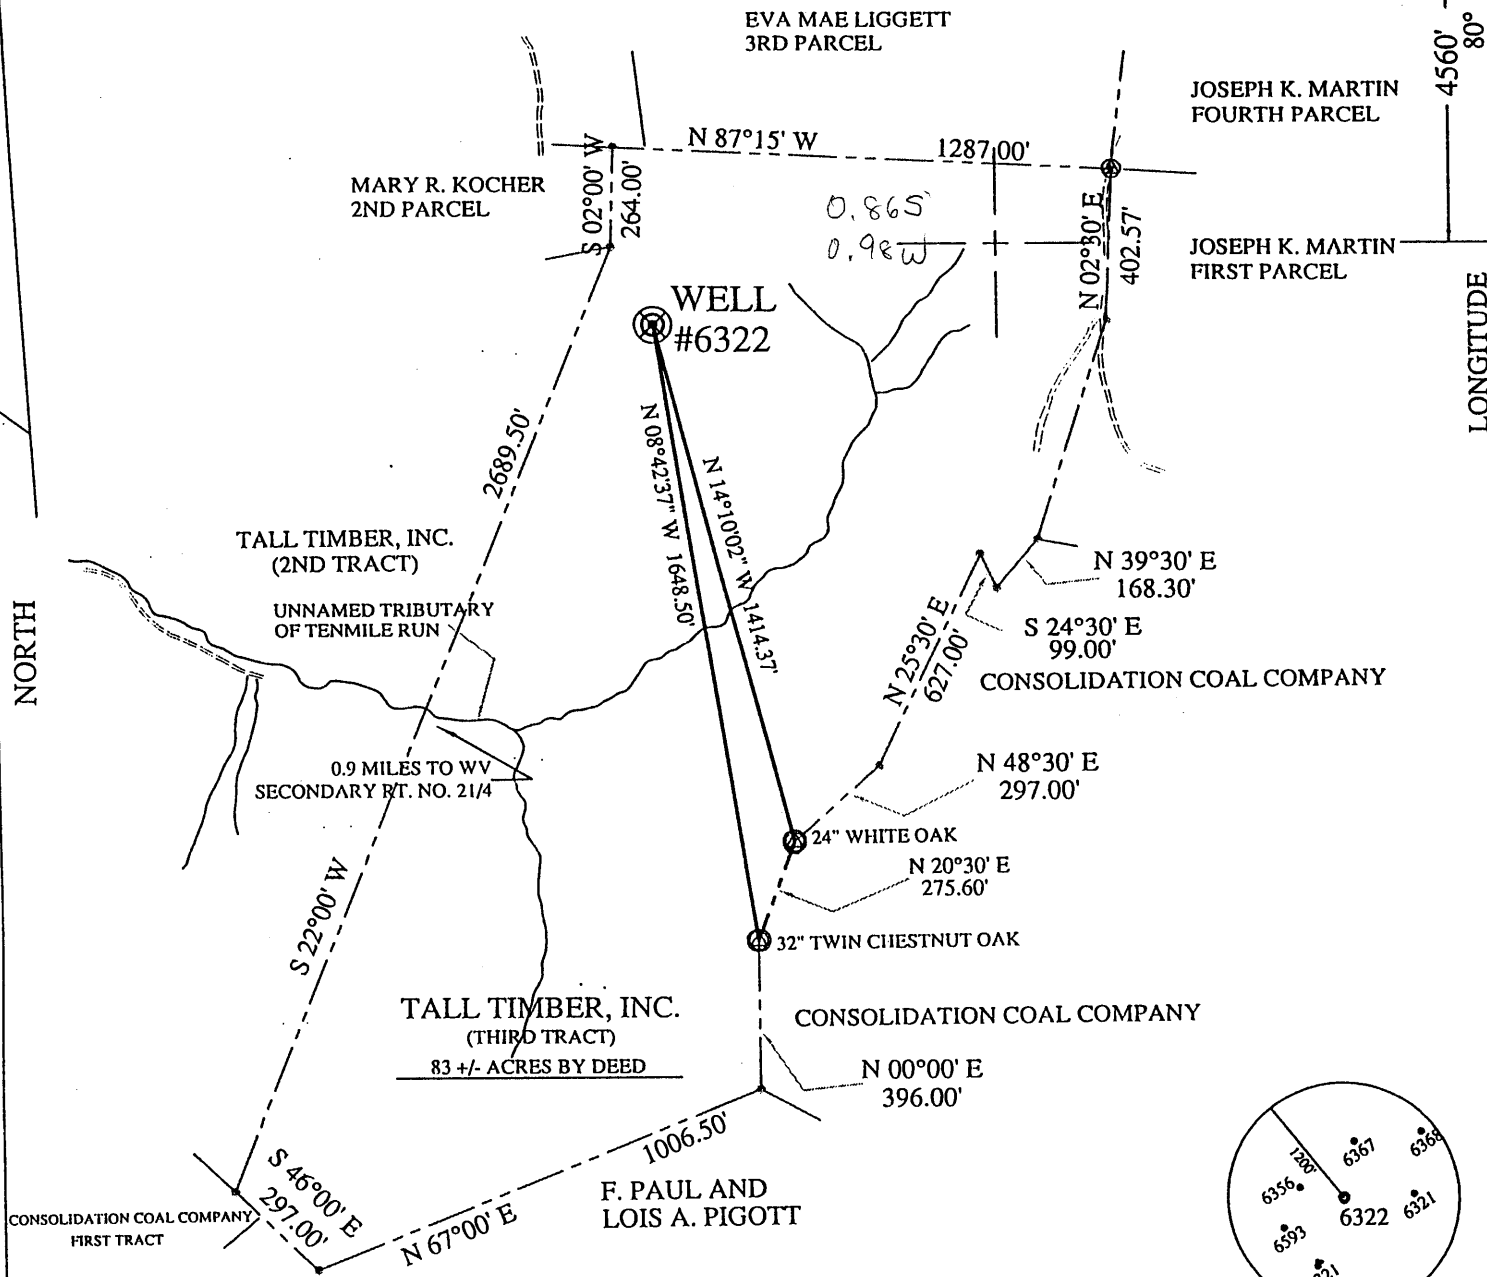 EVA MAE LIGGETT
3RD PARCEL
4560'
80°
JOSEPH K. MARTIN
FOURTH PARCEL
N 87°15' W
1287.00'
S 02°00' W
264.00'
MARY R. KOCHER
2ND PARCEL
0.86S
0.98W
N 02°30' E
402.57'
JOSEPH K. MARTIN
FIRST PARCEL
LONGITUDE
WELL
#6322
2689.50'
N 08°42'37" W 1648.50'
N 14°10'02" W 1414.37'
TALL TIMBER, INC.
(2ND TRACT)
N 39°30' E
168.30'
UNNAMED TRIBUTARY
OF TENMILE RUN
NORTH
S 24°30' E
99.00'
N 25°30' E
627.00'
CONSOLIDATION COAL COMPANY
0.9 MILES TO WV
SECONDARY RT. NO. 21/4
N 48°30' E
297.00'
24" WHITE OAK
N 20°30' E
275.60'
S 22°00' W
32" TWIN CHESTNUT OAK
TALL TIMBER, INC.
(THIRD TRACT)
83 +/- ACRES BY DEED
CONSOLIDATION COAL COMPANY
N 00°00' E
396.00'
1006.50'
S 46°00' E
297.00'
F. PAUL AND
LOIS A. PIGOTT
N 67°00' E
CONSOLIDATION COAL COMPANY
FIRST TRACT
1200'
6367
6368
6356
6321
6322
6593